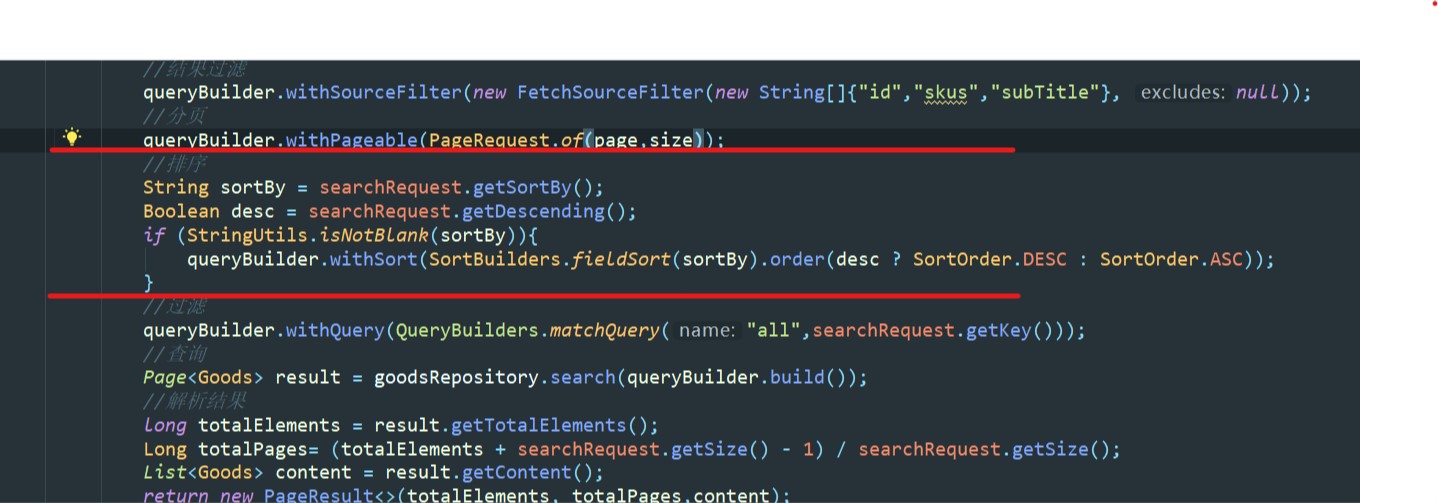 //结果过滤
queryBuilder.withSourceFilter(new FetchSourceFilter(new String[]{"id","skus","subTitle"}, excludes: null));
//分页
queryBuilder.withPageable(PageRequest.of(page,size));
//排序
String sortBy = searchRequest.getSortBy();
Boolean desc = searchRequest.getDescending();
if (StringUtils.isNotBlank(sortBy)){
queryBuilder.withSort(SortBuilders.fieldSort(sortBy).order(desc ? SortOrder.DESC : SortOrder.ASC));
}
//过滤
queryBuilder.withQuery(QueryBuilders.matchQuery( name: "all",searchRequest.getKey()));
//查询
Page<Goods> result = goodsRepository.search(queryBuilder.build());
//解析结果
long totalElements = result.getTotalElements();
Long totalPages= (totalElements + searchRequest.getSize() - 1) / searchRequest.getSize();
List<Goods> content = result.getContent();
return new PageResult<>(totalElements, totalPages,content);